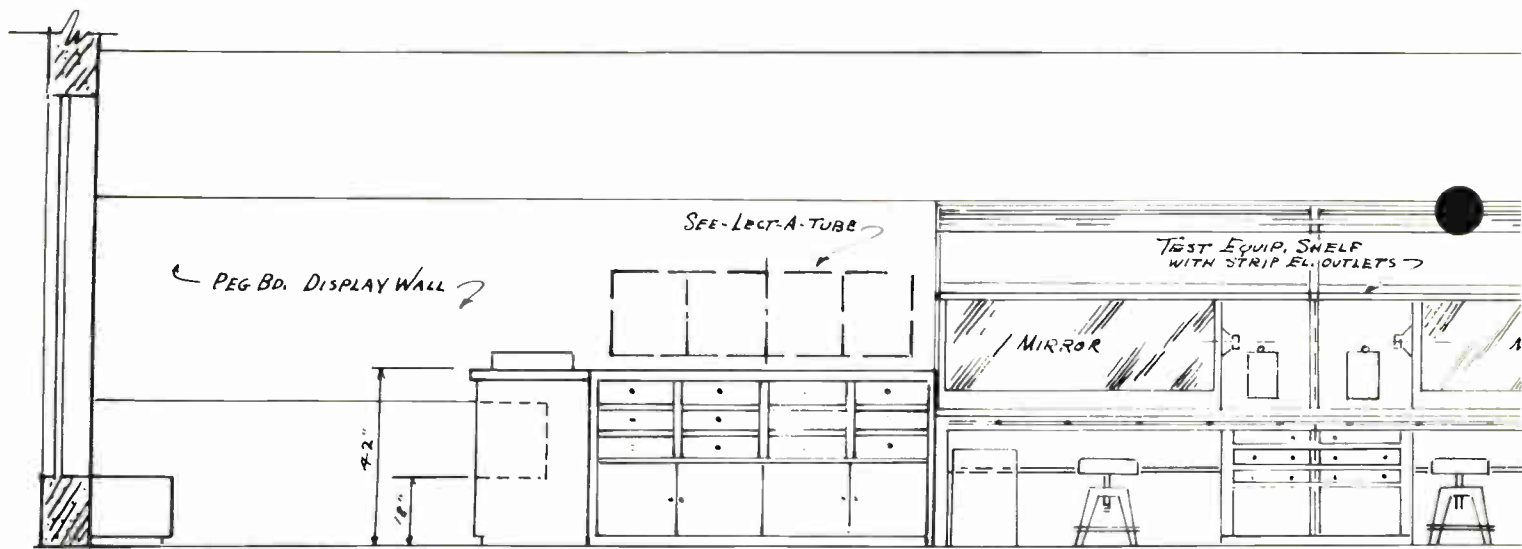 SEE-LECT-A-TUBE
TEST EQUIP. SHELF
WITH STRIP EL. OUTLETS
PEG BD. DISPLAY WALL
MIRROR
M
42"
18"